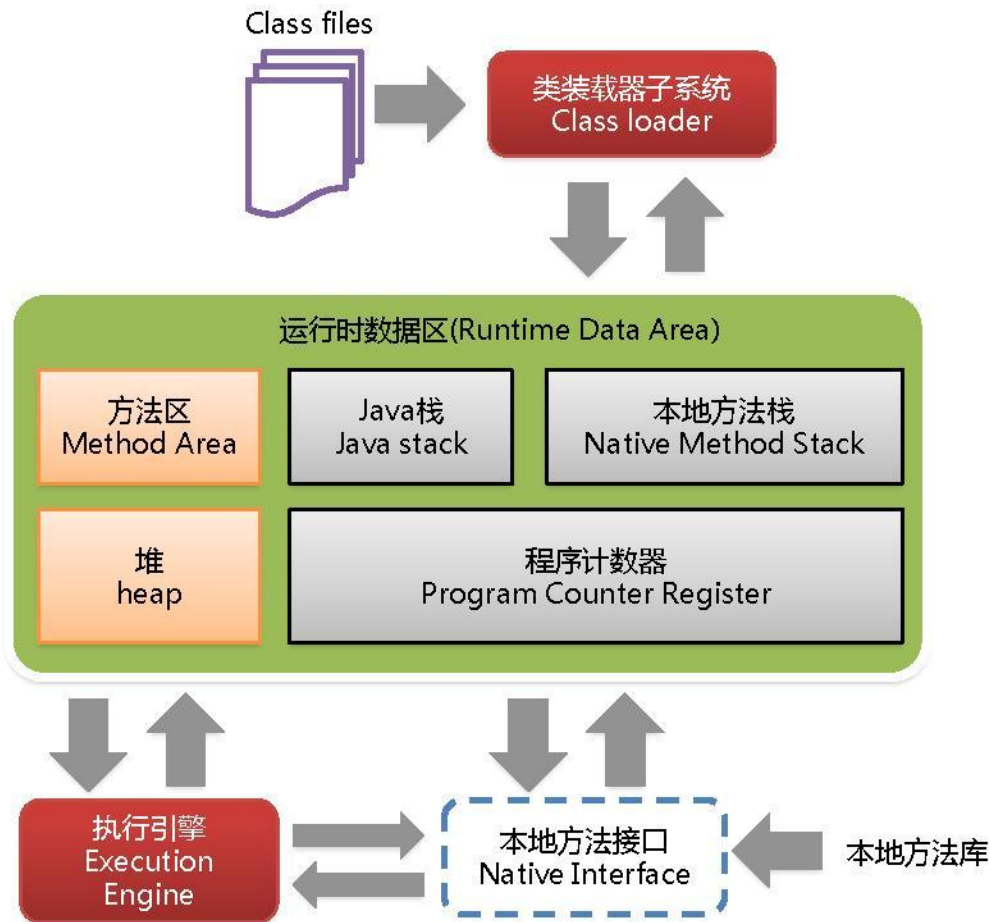 Class files
类装载器子系统
Class loader
运行时数据区(Runtime Data Area)
方法区
Method Area
Java栈
Java stack
本地方法栈
Native Method Stack
堆
heap
程序计数器
Program Counter Register
执行引擎
Execution
Engine
本地方法接口
Native Interface
本地方法库